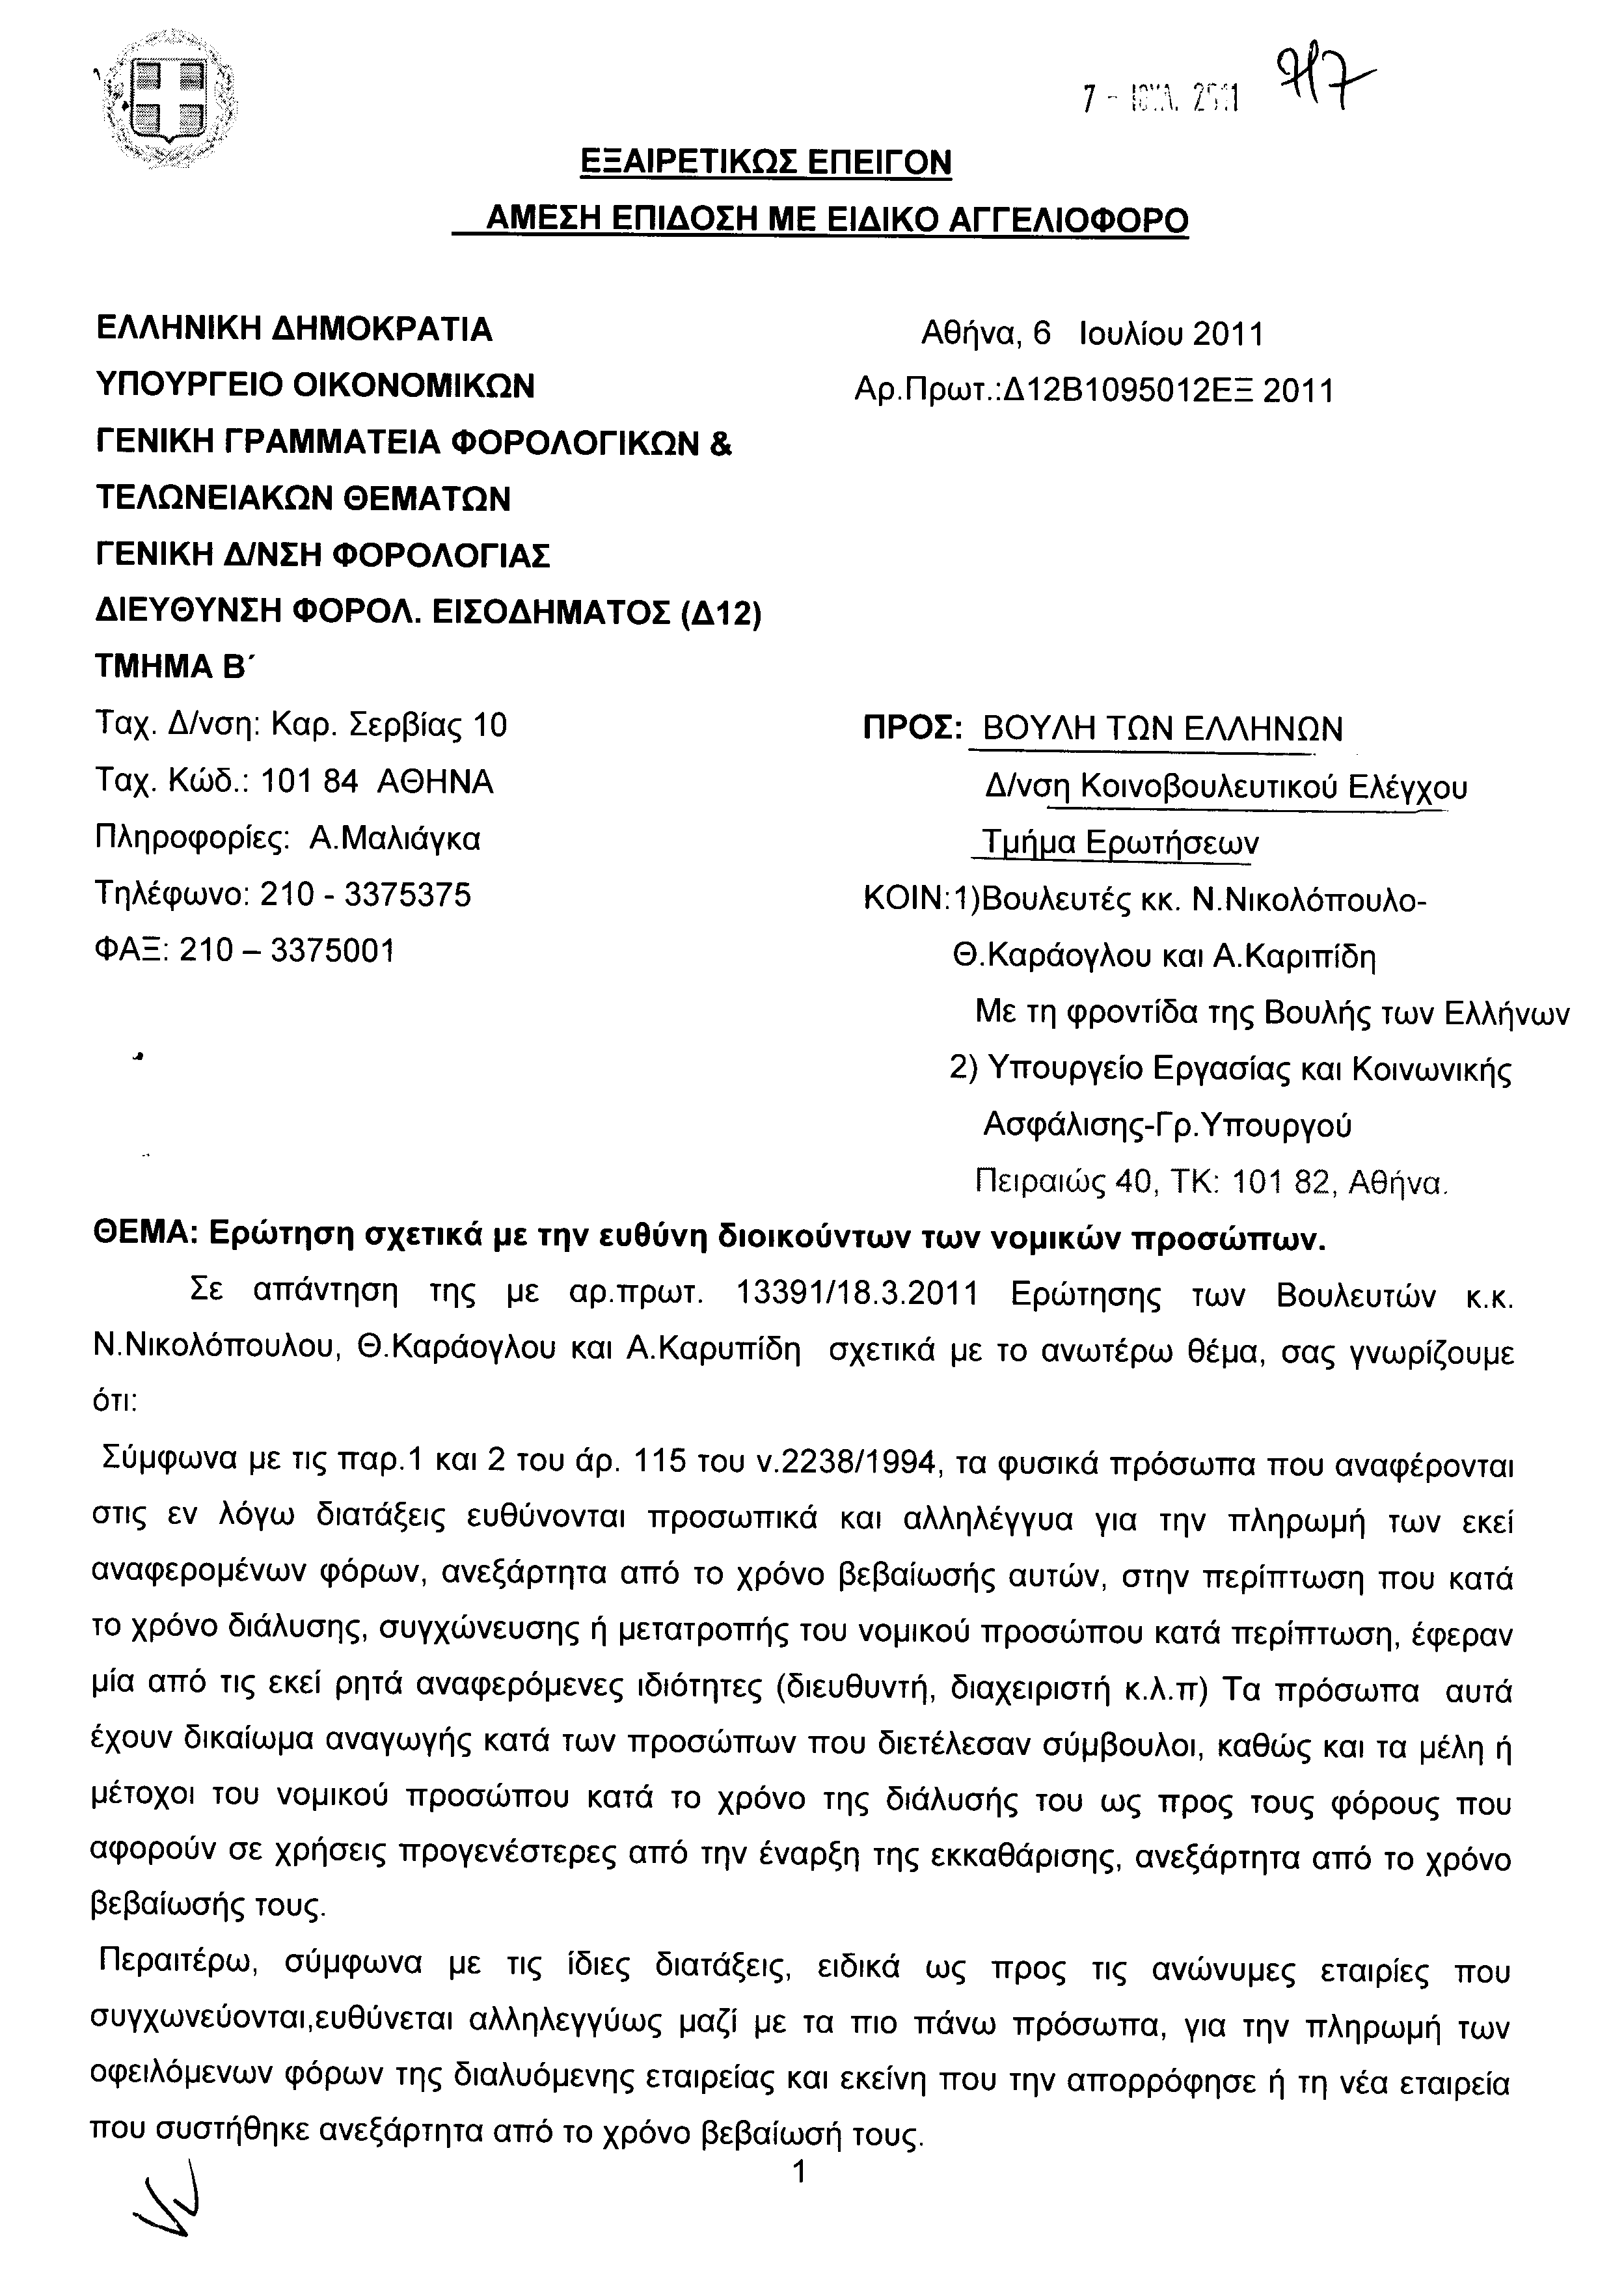 7 - ΙΟΥΛ. 2011
7/7
ΕΞΑΙΡΕΤΙΚΩΣ ΕΠΕΙΓΟΝ
ΑΜΕΣΗ ΕΠΙΔΟΣΗ ΜΕ ΕΙΔΙΚΟ ΑΓΓΕΛΙΟΦΟΡΟ
ΕΛΛΗΝΙΚΗ ΔΗΜΟΚΡΑΤΙΑ
ΥΠΟΥΡΓΕΙΟ ΟΙΚΟΝΟΜΙΚΩΝ
ΓΕΝΙΚΗ ΓΡΑΜΜΑΤΕΙΑ ΦΟΡΟΛΟΓΙΚΩΝ &
ΤΕΛΩΝΕΙΑΚΩΝ ΘΕΜΑΤΩΝ
ΓΕΝΙΚΗ Δ/ΝΣΗ ΦΟΡΟΛΟΓΙΑΣ
ΔΙΕΥΘΥΝΣΗ ΦΟΡΟΛ. ΕΙΣΟΔΗΜΑΤΟΣ (Δ12)
ΤΜΗΜΑ Β΄
Ταχ. Δ/νση: Καρ. Σερβίας 10
Ταχ. Κώδ.: 101 84 ΑΘΗΝΑ
Πληροφορίες: Α.Μαλιάγκα
Τηλέφωνο: 210 - 3375375
ΦΑΞ: 210 – 3375001
Αθήνα, 6 Ιουλίου 2011
Αρ.Πρωτ.:Δ12Β1095012ΕΞ 2011
ΠΡΟΣ: ΒΟΥΛΗ ΤΩΝ ΕΛΛΗΝΩΝ
Δ/νση Κοινοβουλευτικού Ελέγχου
Τμήμα Ερωτήσεων
ΚΟΙΝ:1)Βουλευτές κκ. Ν.Νικολόπουλο-
Θ.Καράογλου και Α.Καριπίδη
Με τη φροντίδα της Βουλής των Ελλήνων
2) Υπουργείο Εργασίας και Κοινωνικής
Ασφάλισης-Γρ.Υπουργού
Πειραιώς 40, ΤΚ: 101 82, Αθήνα.
ΘΕΜΑ: Ερώτηση σχετικά με την ευθύνη διοικούντων των νομικών προσώπων.
Σε απάντηση της με αρ.πρωτ. 13391/18.3.2011 Ερώτησης των Βουλευτών κ.κ.
Ν.Νικολόπουλου, Θ.Καράογλου και Α.Καρυπίδη σχετικά με το ανωτέρω θέμα, σας γνωρίζουμε
ότι:
Σύμφωνα με τις παρ.1 και 2 του άρ. 115 του ν.2238/1994, τα φυσικά πρόσωπα που αναφέρονται
στις εν λόγω διατάξεις ευθύνονται προσωπικά και αλληλέγγυα για την πληρωμή των εκεί
αναφερομένων φόρων, ανεξάρτητα από το χρόνο βεβαίωσής αυτών, στην περίπτωση που κατά
το χρόνο διάλυσης, συγχώνευσης ή μετατροπής του νομικού προσώπου κατά περίπτωση, έφεραν
μία από τις εκεί ρητά αναφερόμενες ιδιότητες (διευθυντή, διαχειριστή κ.λ.π) Τα πρόσωπα αυτά
έχουν δικαίωμα αναγωγής κατά των προσώπων που διετέλεσαν σύμβουλοι, καθώς και τα μέλη ή
μέτοχοι του νομικού προσώπου κατά το χρόνο της διάλυσής του ως προς τους φόρους που
αφορούν σε χρήσεις προγενέστερες από την έναρξη της εκκαθάρισης, ανεξάρτητα από το χρόνο
βεβαίωσής τους.
Περαιτέρω, σύμφωνα με τις ίδιες διατάξεις, ειδικά ως προς τις ανώνυμες εταιρίες που
συγχωνεύονται,ευθύνεται αλληλεγγύως μαζί με τα πιο πάνω πρόσωπα, για την πληρωμή των
οφειλόμενων φόρων της διαλυόμενης εταιρείας και εκείνη που την απορρόφησε ή τη νέα εταιρεία
που συστήθηκε ανεξάρτητα από το χρόνο βεβαίωσή τους.
1